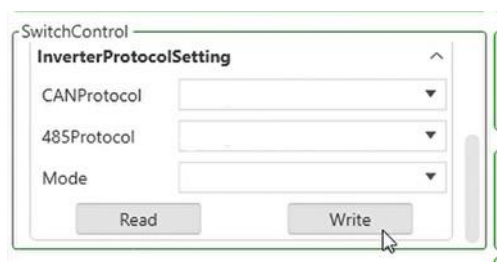 SwitchControl
InverterProtocolSetting
CANProtocol
485Protocol
Mode
Read Write